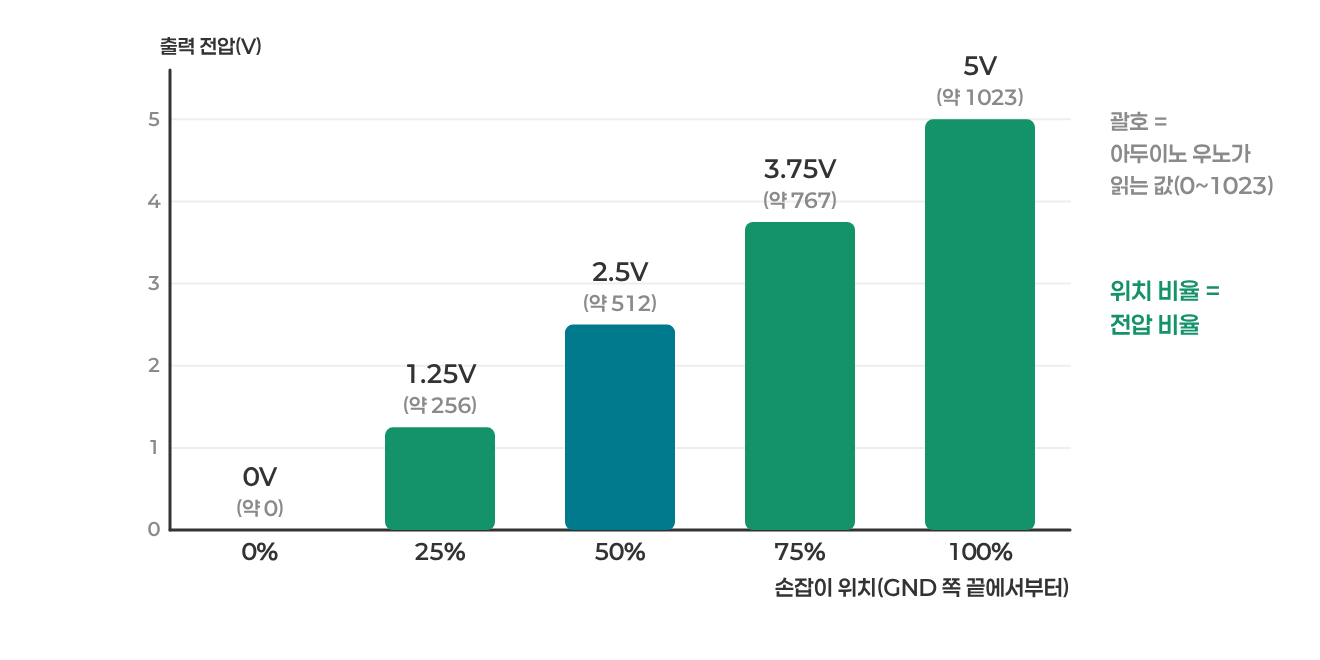 출력 전압(V)
5V
(약 1023)
5
3.75V
(약 767)
4
2.5V
(약 512)
3
1.25V
(약 256)
2
1
0V
(약 0)
0
0%
25%
50%
75%
100%
손잡이 위치(GND 쪽 끝에서부터)
괄호 =
아두이노 우노가
읽는 값(0~1023)
위치 비율 =
전압 비율